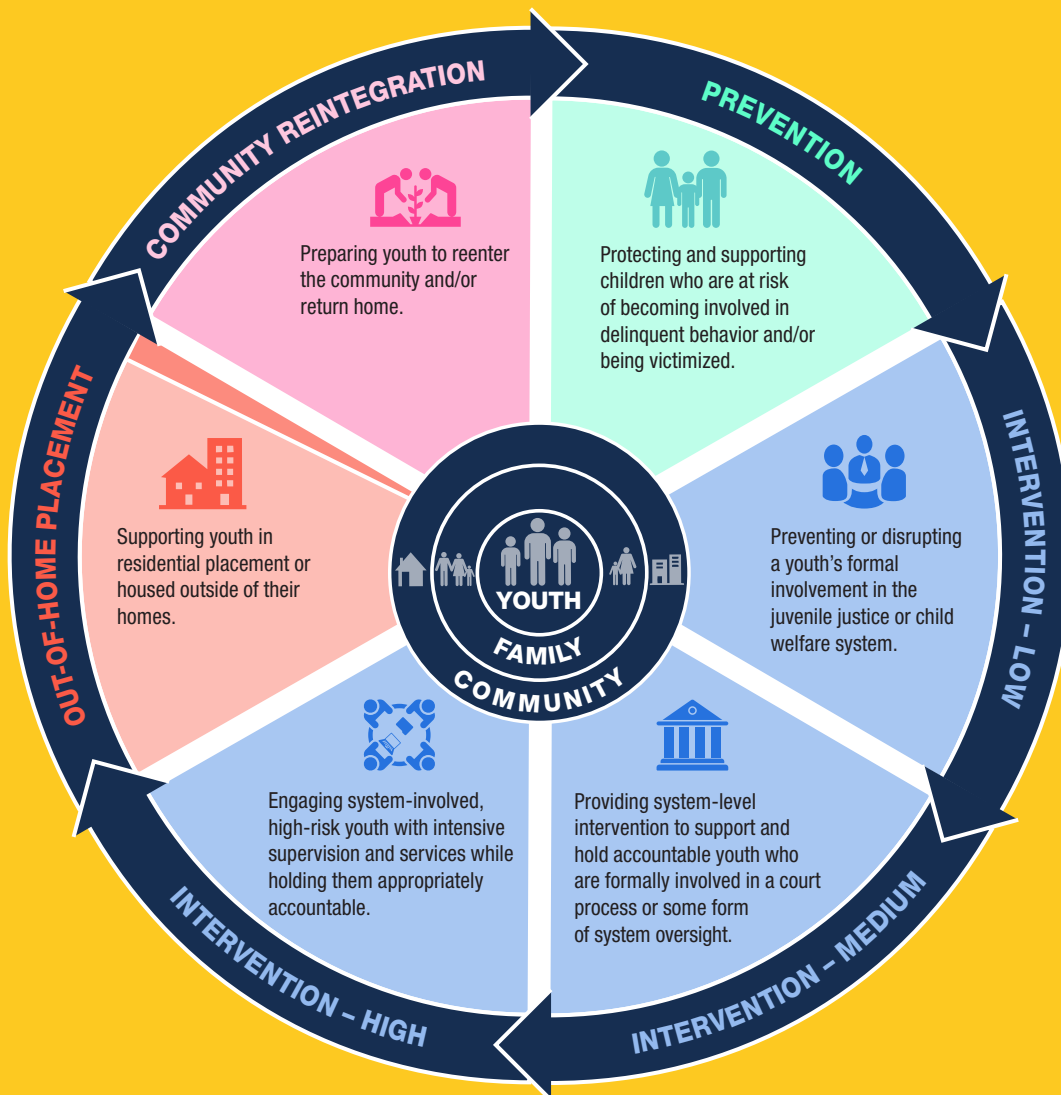 PREVENTION
Protecting and supporting
children who are at risk
of becoming involved in
delinquent behavior and/or
being victimized.
INTERVENTION – LOW
Preventing or disrupting
a youth’s formal
involvement in the
juvenile justice or child
welfare system.
INTERVENTION – MEDIUM
Providing system-level
intervention to support and
hold accountable youth who
are formally involved in a court
process or some form
of system oversight.
INTERVENTION – HIGH
Engaging system-involved,
high-risk youth with intensive
supervision and services while
holding them appropriately
accountable.
OUT-OF-HOME PLACEMENT
Supporting youth in
residential placement or
housed outside of their
homes.
COMMUNITY REINTEGRATION
Preparing youth to reenter
the community and/or
return home.
YOUTH
FAMILY
COMMUNITY